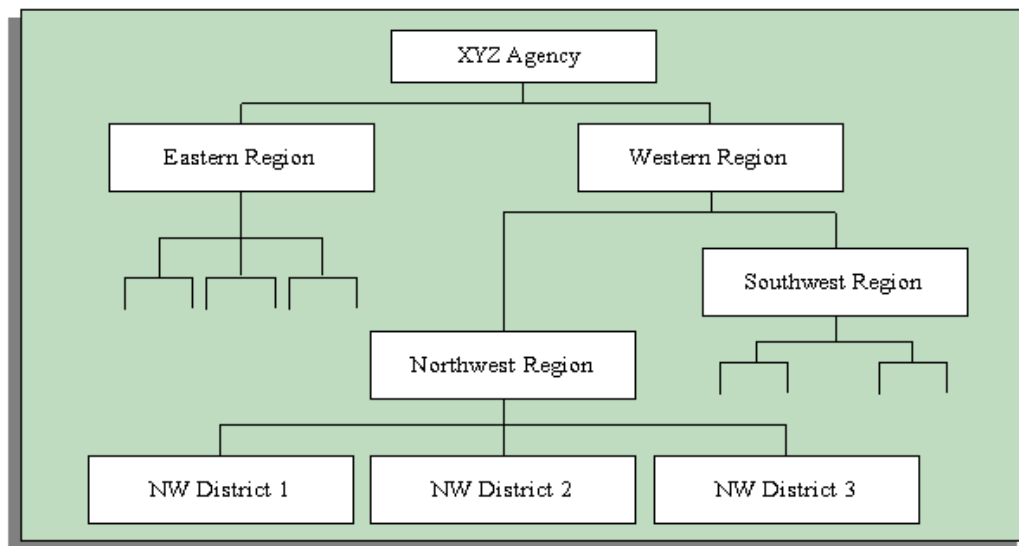 XYZ Agency
Eastern Region
Western Region
Southwest Region
Northwest Region
NW District 1
NW District 2
NW District 3